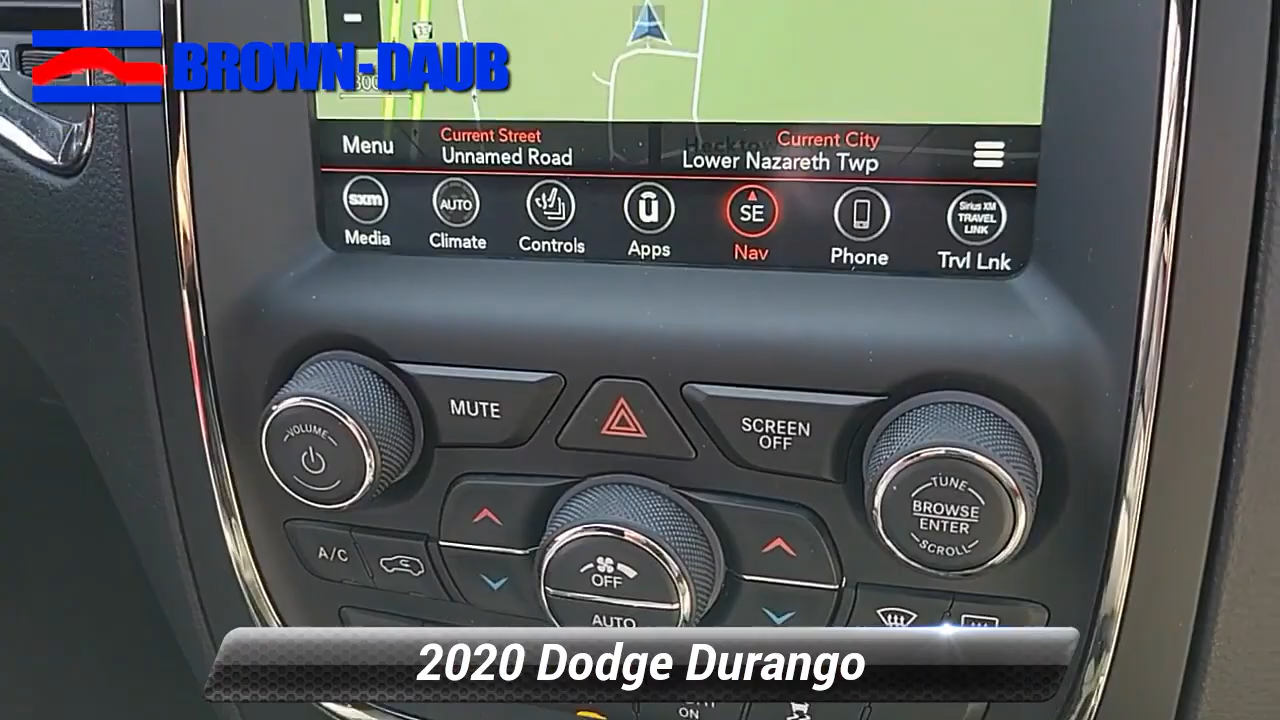 BROWN-DAUB
33
300
Menu
Current Street
Unnamed Road
Current City
Lower Nazareth Twp
sxm
Media
AUTO
Climate
Controls
ū
Apps
SE
Nav
Phone
Sirius XM
TRAVEL
LINK
Trvl Lnk
VOLUME
MUTE
SCREEN
OFF
TUNE
BROWSE
ENTER
SCROLL
A/C
OFF
AUTO
2020 Dodge Durango
ON